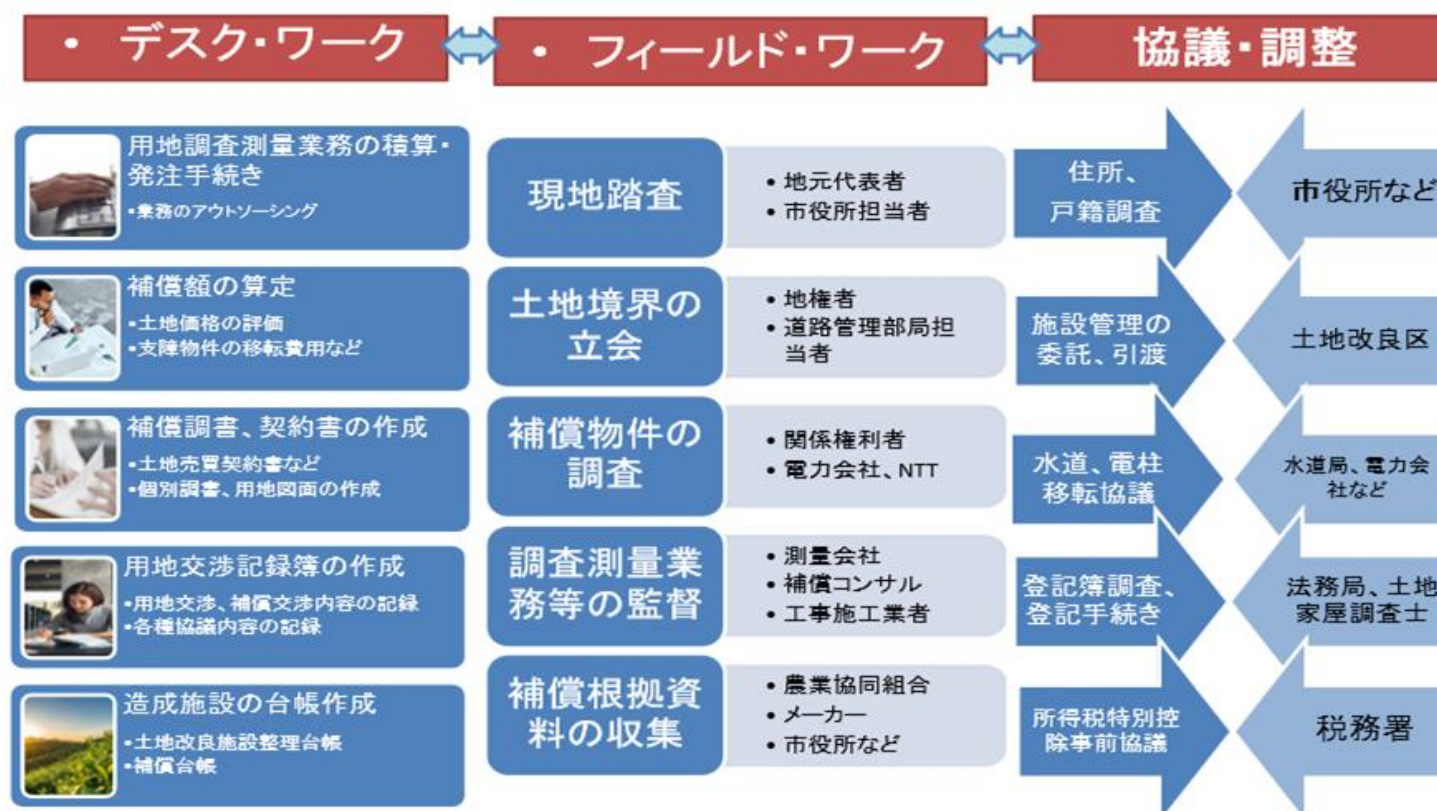 ・ デスク・ワーク
・ フィールド・ワーク
協議・調整
用地調査測量業務の積算・
発注手続き
・業務のアウトソーシング
補償額の算定
・土地価格の評価
・支障物件の移転費用など
補償調書、契約書の作成
・土地売買契約書など
・個別調書、用地図面の作成
用地交渉記録簿の作成
・用地交渉、補償交渉内容の記録
・各種協議内容の記録
造成施設の台帳作成
・土地改良施設整理台帳
・補償台帳
現地踏査
・地元代表者
・市役所担当者
土地境界の
立会
・地権者
・道路管理部局担
当者
補償物件の
調査
・関係権利者
・電力会社、NTT
調査測量業
務等の監督
・測量会社
・補償コンサル
・工事施工業者
補償根拠資
料の収集
・農業協同組合
・メーカー
・市役所など
住所、
戸籍調査
市役所など
施設管理の
委託、引渡
土地改良区
水道、電柱
移転協議
水道局、電力会
社など
登記簿調査、
登記手続き
法務局、土地
家屋調査士
所得税特別控
除事前協議
税務署